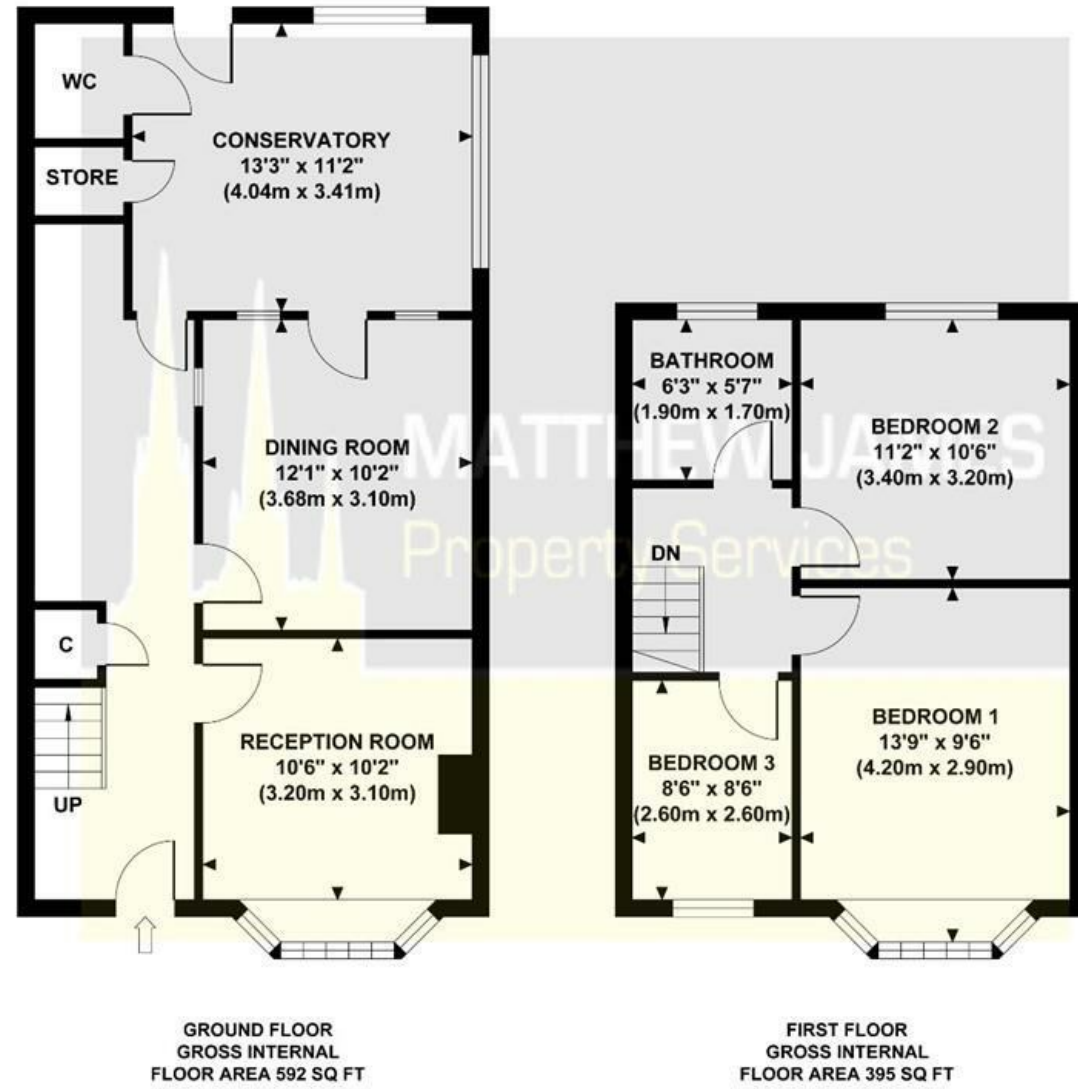 WC
STORE
CONSERVATORY
13'3" x 11'2"
(4.04m x 3.41m)
DINING ROOM
12'1" x 10'2"
(3.68m x 3.10m)
C
UP
RECEPTION ROOM
10'6" x 10'2"
(3.20m x 3.10m)
BATHROOM
6'3" x 5'7"
(1.90m x 1.70m)
BEDROOM 2
11'2" x 10'6"
(3.40m x 3.20m)
DN
BEDROOM 3
8'6" x 8'6"
(2.60m x 2.60m)
BEDROOM 1
13'9" x 9'6"
(4.20m x 2.90m)
MATTHEW JAMES
Property Services
GROUND FLOOR
GROSS INTERNAL
FLOOR AREA 592 SQ FT
FIRST FLOOR
GROSS INTERNAL
FLOOR AREA 395 SQ FT